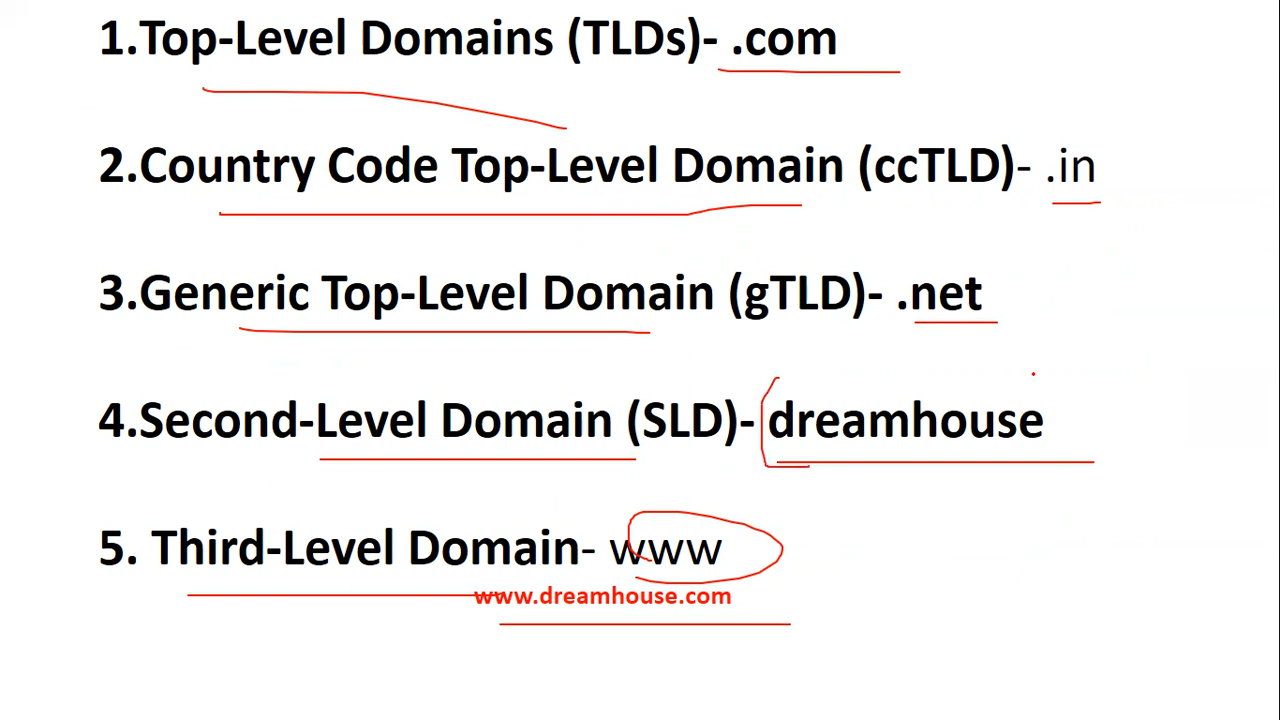 1.Top-Level Domains (TLDs)- .com
2.Country Code Top-Level Domain (ccTLD)- .in
3.Generic Top-Level Domain (gTLD)- .net
4.Second-Level Domain (SLD)- dreamhouse
5. Third-Level Domain- www
www.dreamhouse.com